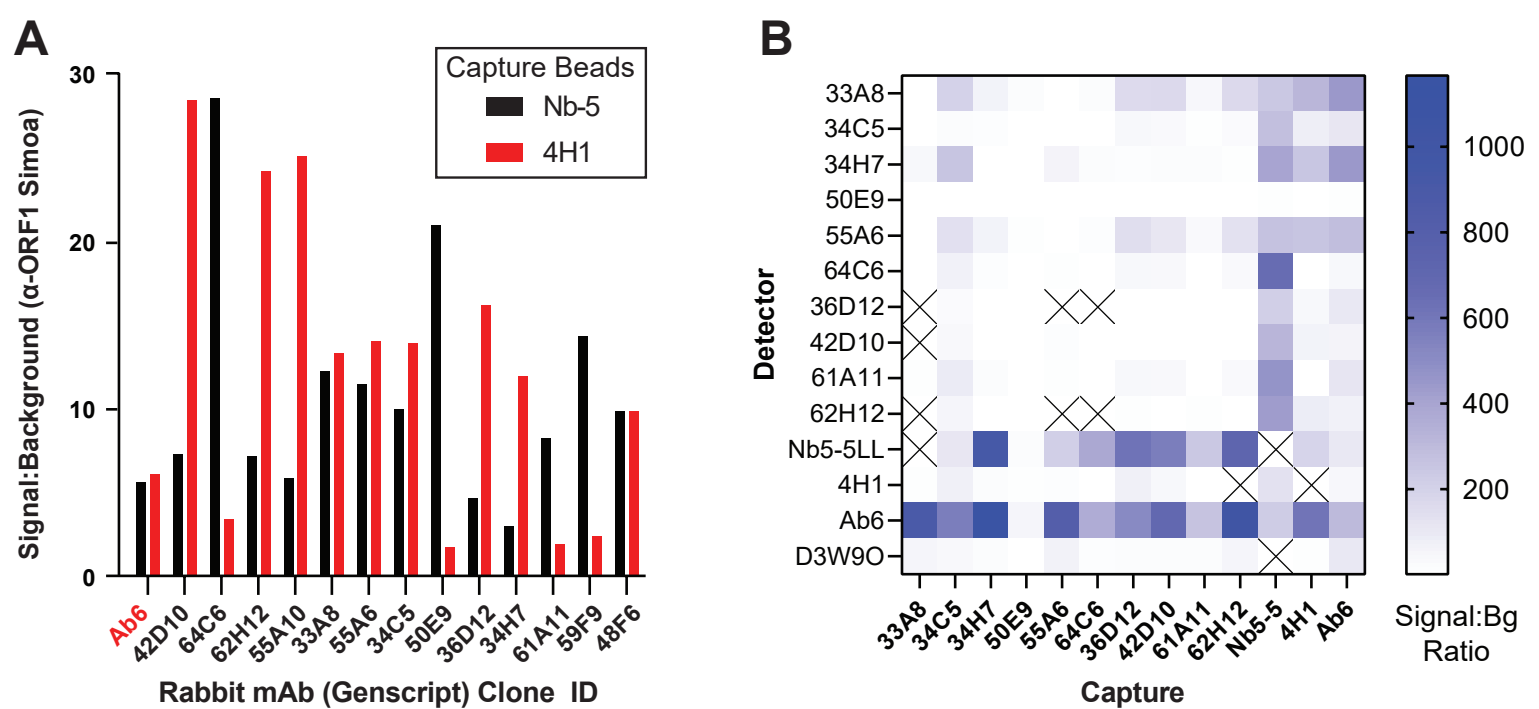 A
Signal:Background (α-ORF1 Simoa)
30
20
10
0
Capture Beads
Nb-5
4H1
Ab6
42D10
64C6
62H12
55A10
33A8
55A6
34C5
50E9
36D12
34H7
61A11
59F9
48F6
Rabbit mAb (Genscript) Clone ID
B
Detector
33A8
34C5
34H7
50E9
55A6
64C6
36D12
42D10
61A11
62H12
Nb5-5LL
4H1
Ab6
D3W9O
33A8
34C5
34H7
50E9
55A6
64C6
36D12
42D10
61A11
62H12
Nb5-5
4H1
Ab6
Capture
1000
800
600
400
200
Signal:Bg
Ratio